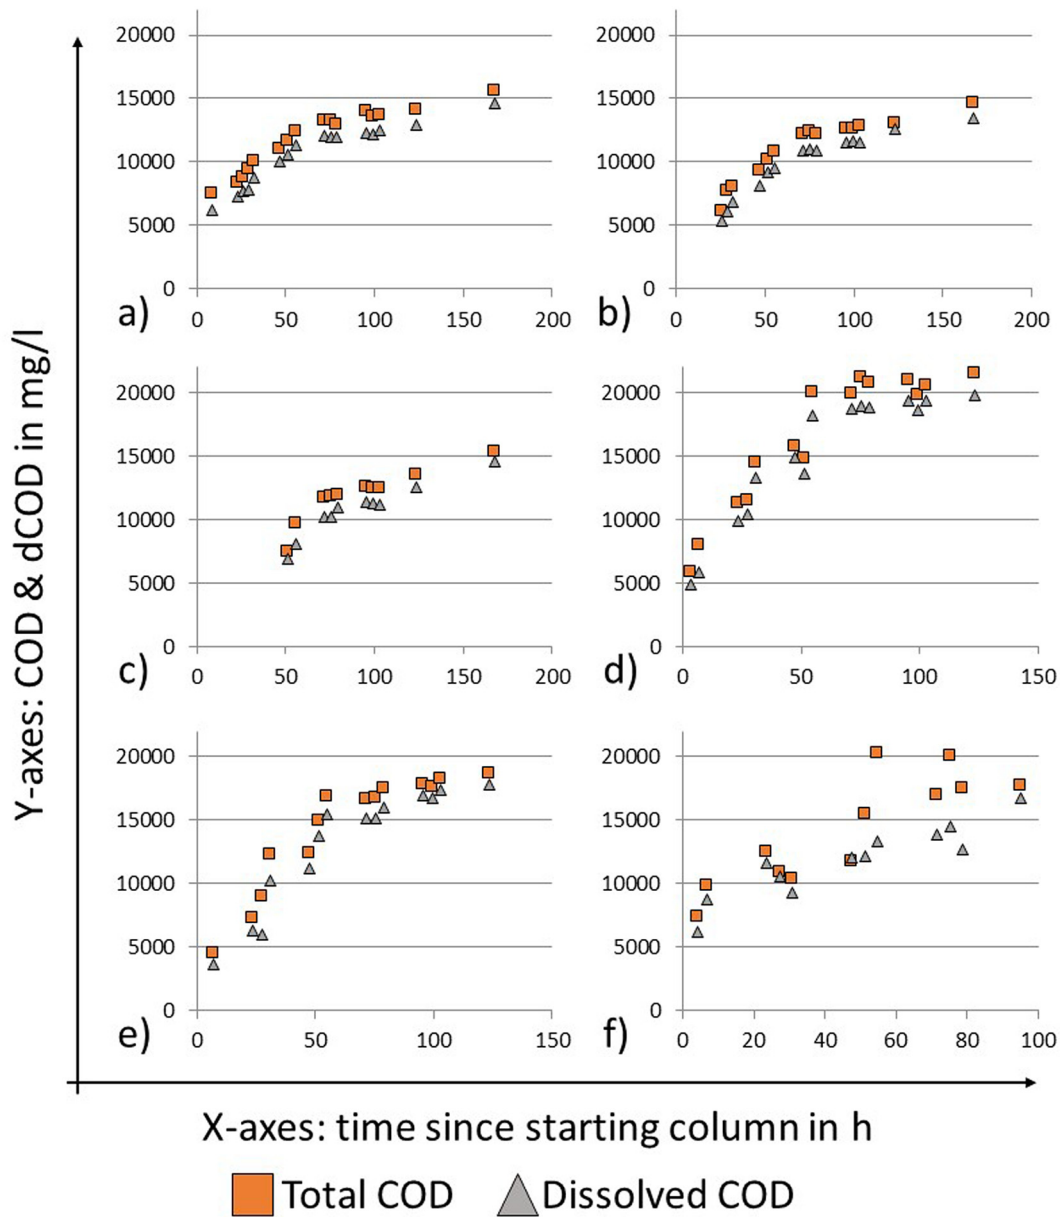 Y-axes: COD & dCOD in mg/l
20000
15000
10000
5000
0
0 50 100 150 200
a)
20000
15000
10000
5000
0
0 50 100 150 200
b)
20000
15000
10000
5000
0
0 50 100 150 200
c)
20000
15000
10000
5000
0
0 50 100 150
d)
20000
15000
10000
5000
0
0 50 100 150
e)
20000
15000
10000
5000
0
0 20 40 60 80 100
f)
X-axes: time since starting column in h
Total COD Dissolved COD